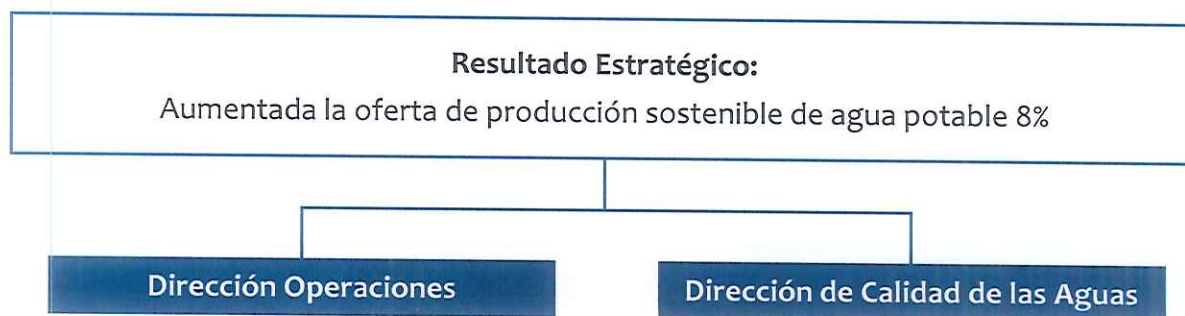 Resultado Estratégico:
Aumentada la oferta de producción sostenible de agua potable 8%
Dirección Operaciones
Dirección de Calidad de las Aguas